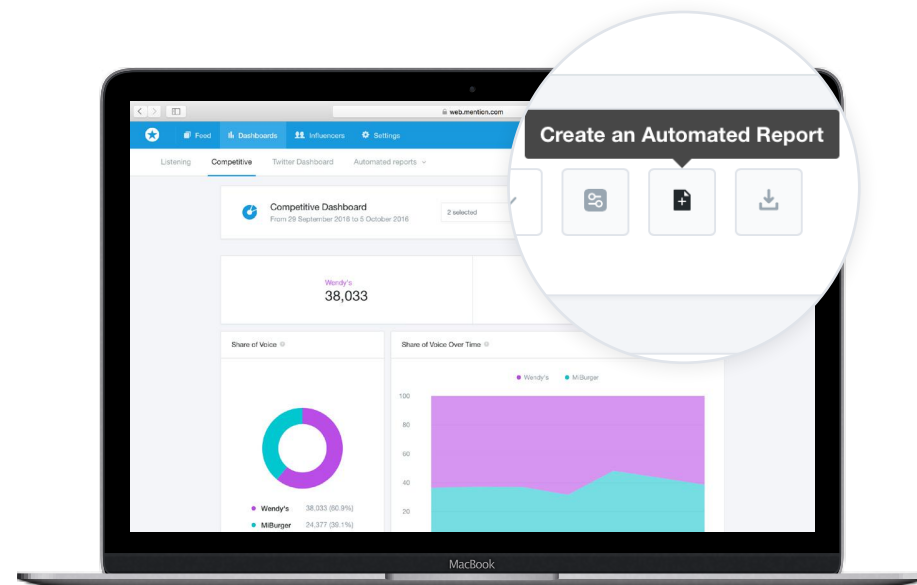 web.mention.com
Feed
Dashboards
Influencers
Settings
Create an Automated Report
Listening
Competitive
Twitter Dashboard
Automated reports
Competitive Dashboard
From 29 September 2016 to 5 October 2016
2 selected
Wendy's
38,033
Share of Voice
Share of Voice Over Time
Wendy's
MiBurger
100
80
60
40
20
Wendy's 38,033 (60.9%)
MiBurger 24,377 (39.1%)
MacBook